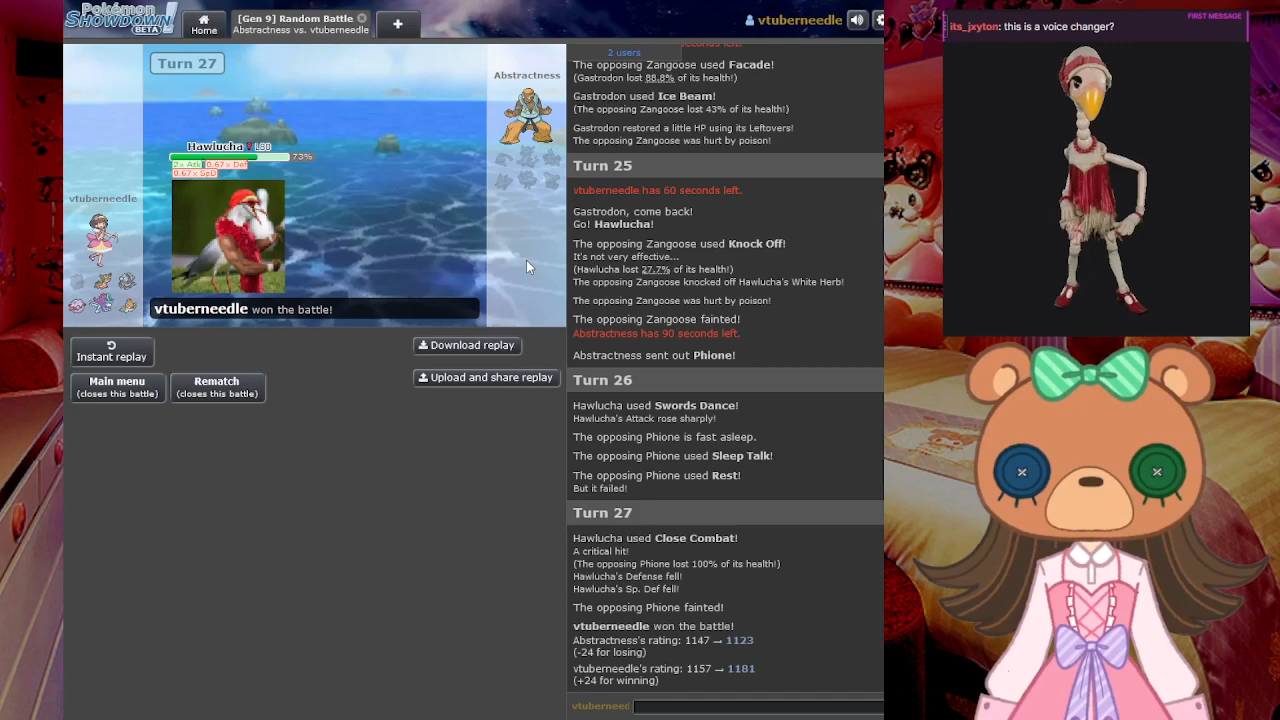 Pokémon
Showdown!
BETA
Home
[Gen 9] Random Battle
Abstractness vs. vtuberneedle
vtuberneedle
FIRST MESSAGE
its_jxyton: this is a voice changer?
Turn 27
Abstractness
vtuberneedle
Hawlucha L80
73%
2x Atk 0.67x Def
0.67x SpD
vtuberneedle won the battle!
Instant replay
Download replay
Upload and share replay
Main menu
(closes this battle)
Rematch
(closes this battle)
seconds left.
2 users
The opposing Zangoose used Facade!
(Gastrodon lost 88.8% of its health!)
Gastrodon used Ice Beam!
(The opposing Zangoose lost 43% of its health!)
Gastrodon restored a little HP using its Leftovers!
The opposing Zangoose was hurt by poison!
Turn 25
vtuberneedle has 60 seconds left.
Gastrodon, come back!
Go! Hawlucha!
The opposing Zangoose used Knock Off!
It's not very effective...
(Hawlucha lost 27.7% of its health!)
The opposing Zangoose knocked off Hawlucha's White Herb!
The opposing Zangoose was hurt by poison!
The opposing Zangoose fainted!
Abstractness has 90 seconds left.
Abstractness sent out Phione!
Turn 26
Hawlucha used Swords Dance!
Hawlucha's Attack rose sharply!
The opposing Phione is fast asleep.
The opposing Phione used Sleep Talk!
The opposing Phione used Rest!
But it failed!
Turn 27
Hawlucha used Close Combat!
A critical hit!
(The opposing Phione lost 100% of its health!)
Hawlucha's Defense fell!
Hawlucha's Sp. Def fell!
The opposing Phione fainted!
vtuberneedle won the battle!
Abstractness's rating: 1147 → 1123
(-24 for losing)
vtuberneedle's rating: 1157 → 1181
(+24 for winning)
vtuberneed